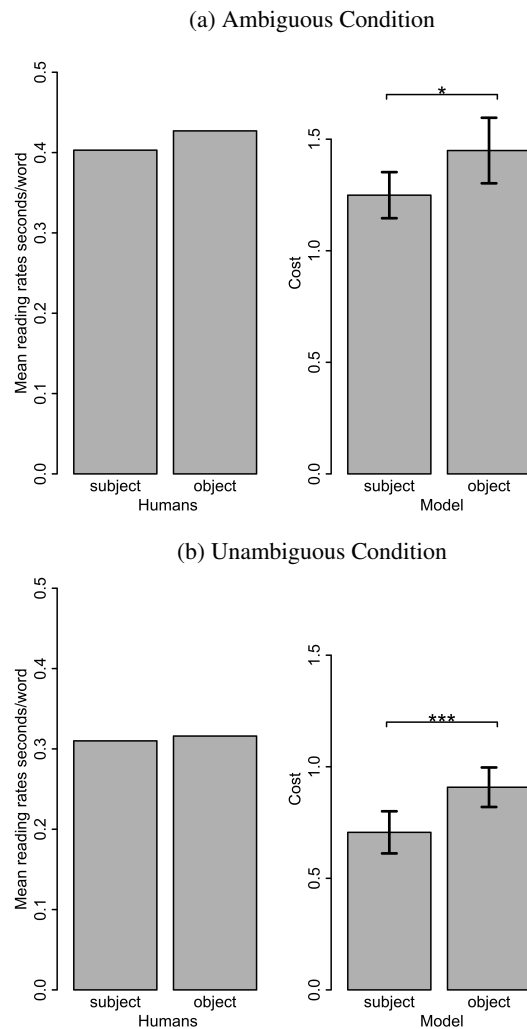 (a) Ambiguous Condition
Mean reading rates seconds/word
0.0 0.1 0.2 0.3 0.4 0.5
subject object
Humans
Cost
0.0 0.5 1.0 1.5
*
subject object
Model
(b) Unambiguous Condition
Mean reading rates seconds/word
0.0 0.1 0.2 0.3 0.4 0.5
subject object
Humans
Cost
0.0 0.5 1.0 1.5
***
subject object
Model